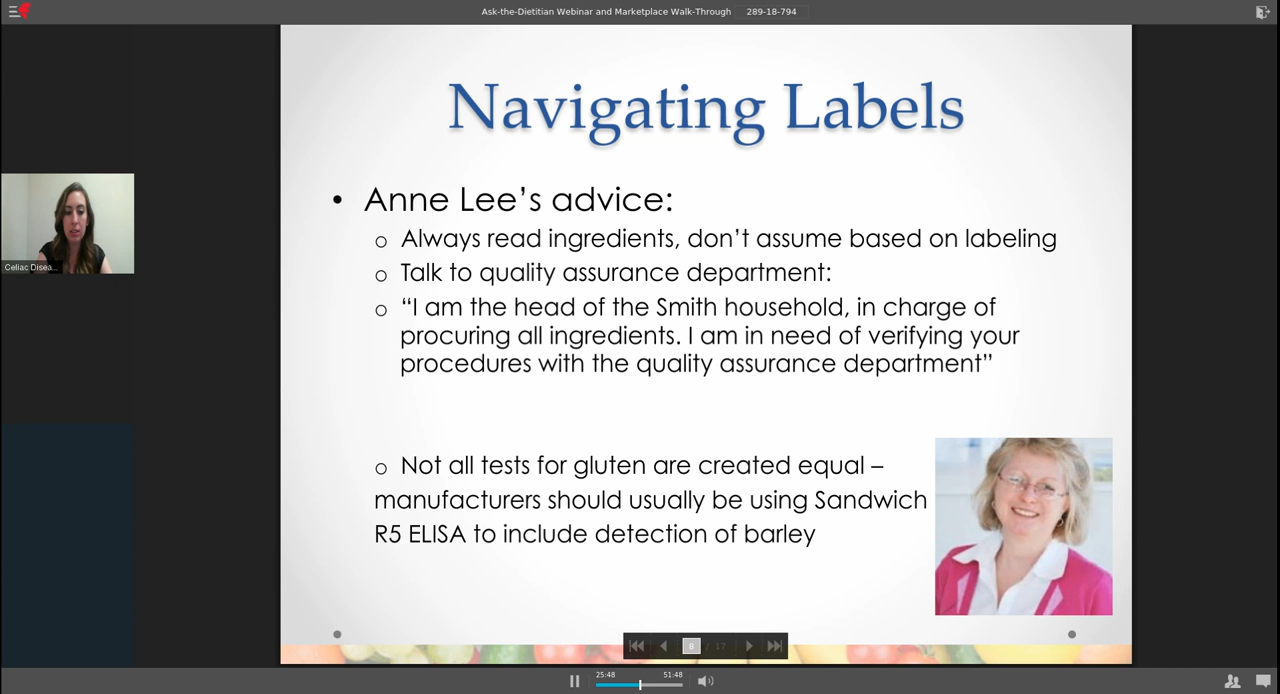 Ask-the-Dietitian Webinar and Marketplace Walk-Through 289-18-794
Navigating Labels
• Anne Lee’s advice:
o Always read ingredients, don’t assume based on labeling
o Talk to quality assurance department:
o “I am the head of the Smith household, in charge of
procuring all ingredients. I am in need of verifying your
procedures with the quality assurance department”
Celiac Disea...
o Not all tests for gluten are created equal –
manufacturers should usually be using Sandwich
R5 ELISA to include detection of barley
8 / 17
25:48 51:48